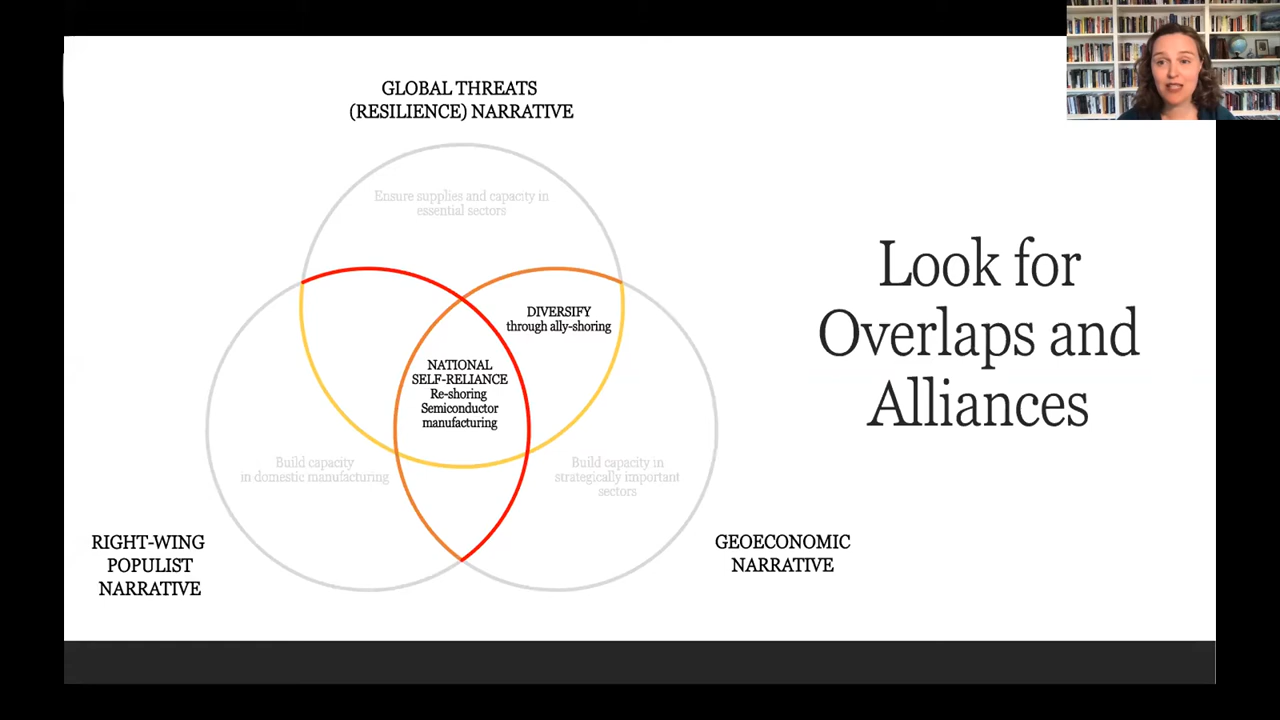 GLOBAL THREATS
(RESILIENCE) NARRATIVE
Ensure supplies and capacity in
essential sectors
DIVERSIFY
through ally-shoring
NATIONAL
SELF-RELIANCE
Re-shoring
Semiconductor
manufacturing
Build capacity
in domestic manufacturing
Build capacity in
strategically important
sectors
RIGHT-WING
POPULIST
NARRATIVE
GEOECONOMIC
NARRATIVE
Look for
Overlaps and
Alliances